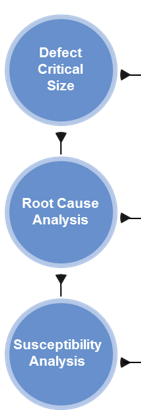 Defect
Critical
Size
Root Cause
Analysis
Susceptibility
Analysis